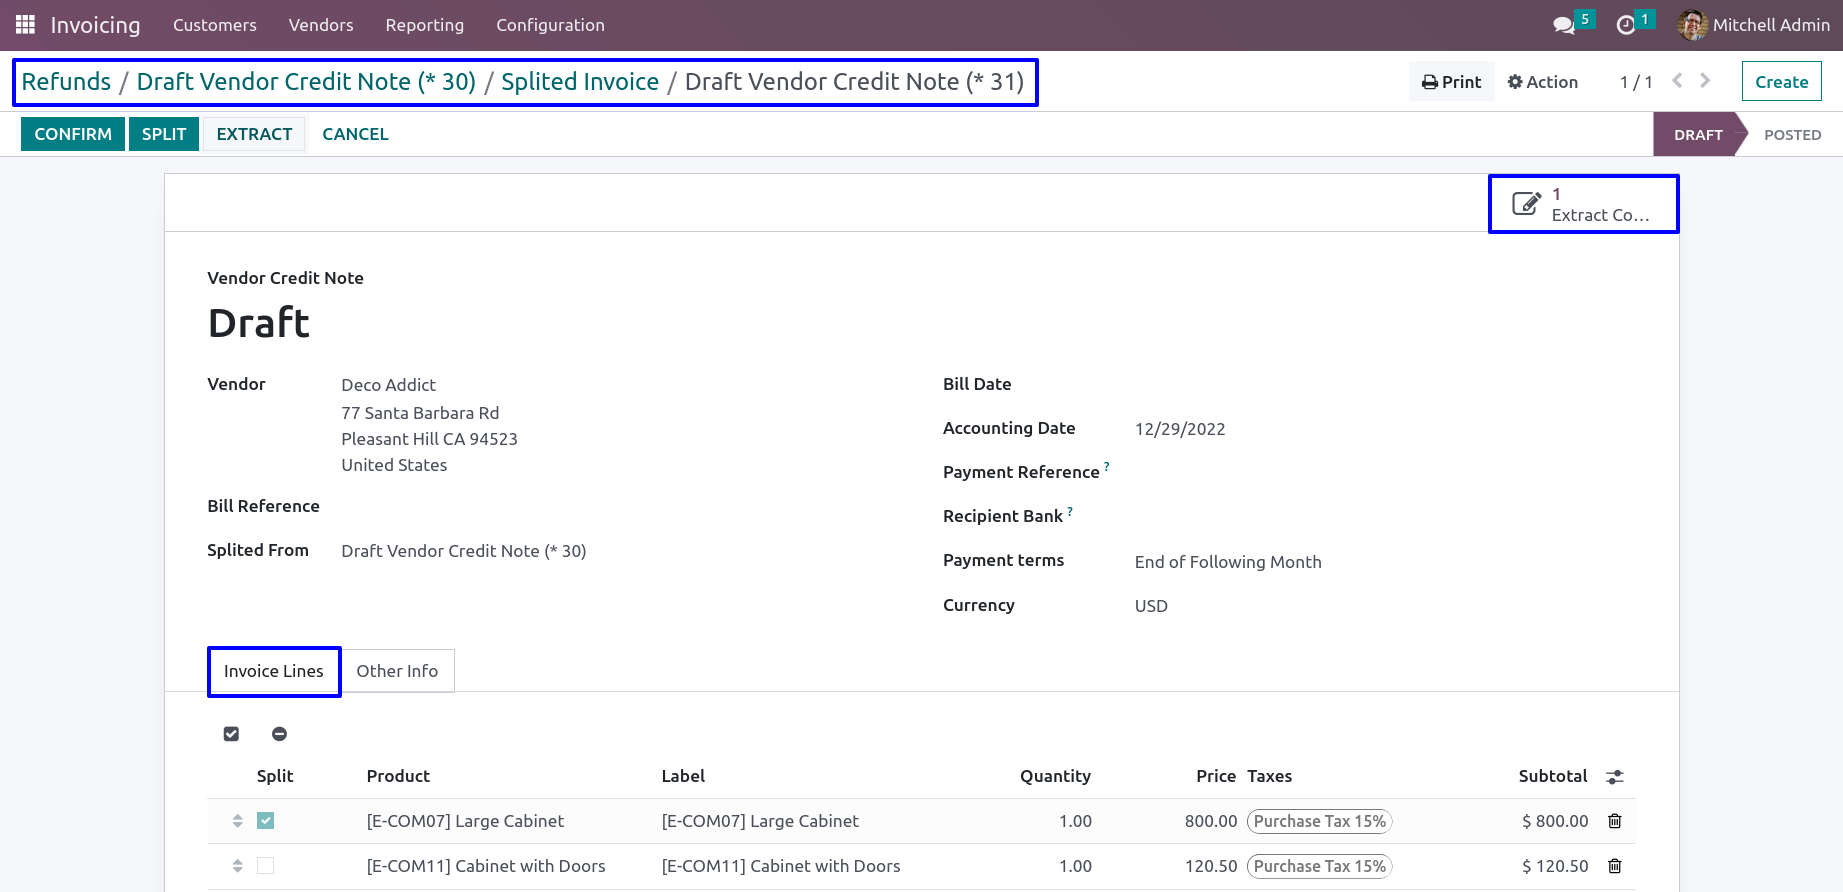 Invoicing Customers Vendors Reporting Configuration 5 1 Mitchell Admin
Refunds / Draft Vendor Credit Note (* 30) / Splited Invoice / Draft Vendor Credit Note (* 31) Print Action 1 / 1 Create
CONFIRM SPLIT EXTRACT CANCEL DRAFT POSTED
1
Extract Co...
Vendor Credit Note
Draft
Vendor Deco Addict
77 Santa Barbara Rd
Pleasant Hill CA 94523
United States
Bill Reference
Splited From Draft Vendor Credit Note (* 30)
Bill Date
Accounting Date 12/29/2022
Payment Reference ?
Recipient Bank ?
Payment terms End of Following Month
Currency USD
Invoice Lines Other Info
Split Product Label Quantity Price Taxes Subtotal
[E-COM07] Large Cabinet [E-COM07] Large Cabinet 1.00 800.00 Purchase Tax 15% $ 800.00
[E-COM11] Cabinet with Doors [E-COM11] Cabinet with Doors 1.00 120.50 Purchase Tax 15% $ 120.50